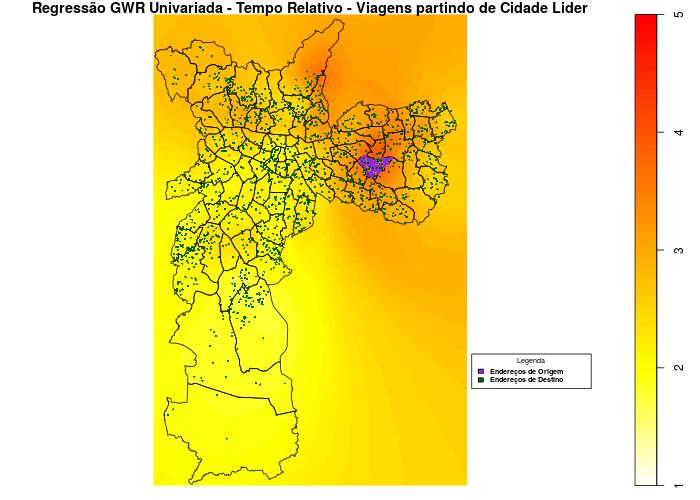 Regressão GWR Univariada - Tempo Relativo - Viagens partindo de Cidade Lider
5
4
3
2
1
Legenda
Endereços de Origem
Endereços de Destino